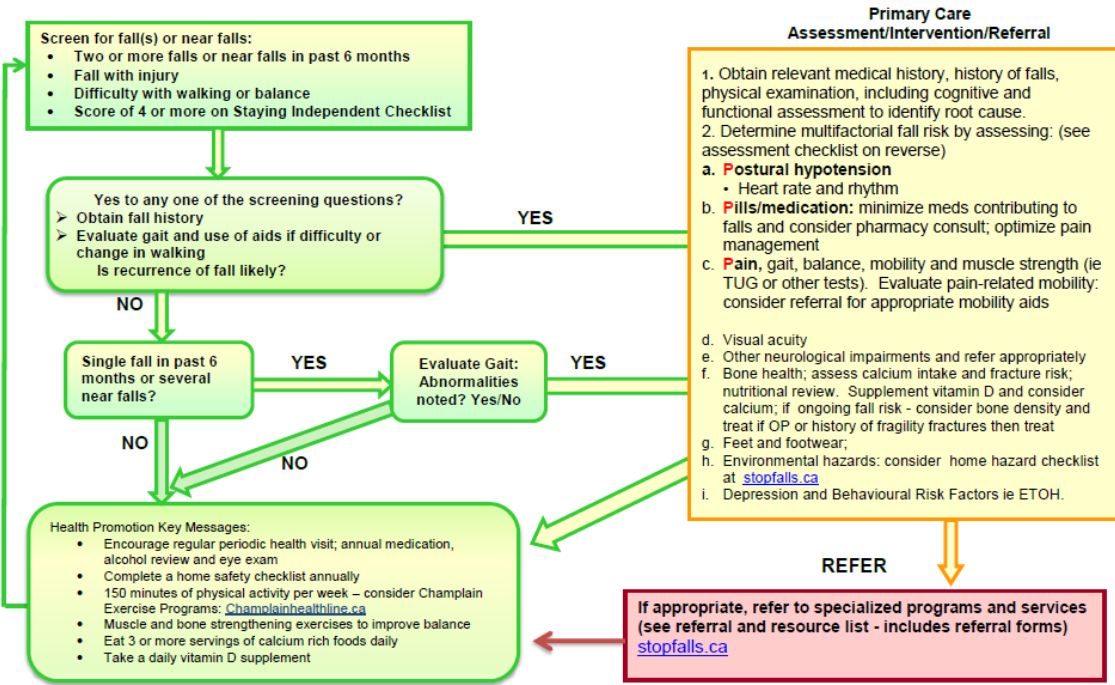 Screen for fall(s) or near falls:
• Two or more falls or near falls in past 6 months
• Fall with injury
• Difficulty with walking or balance
• Score of 4 or more on Staying Independent Checklist
Yes to any one of the screening questions?
➢ Obtain fall history
➢ Evaluate gait and use of aids if difficulty or
change in walking
Is recurrence of fall likely?
YES
NO
Single fall in past 6
months or several
near falls?
YES
Evaluate Gait:
Abnormalities
noted? Yes/No
YES
NO
NO
Health Promotion Key Messages:
• Encourage regular periodic health visit; annual medication,
alcohol review and eye exam
• Complete a home safety checklist annually
• 150 minutes of physical activity per week – consider Champlain
Exercise Programs: Champlainhealthline.ca
• Muscle and bone strengthening exercises to improve balance
• Eat 3 or more servings of calcium rich foods daily
• Take a daily vitamin D supplement
Primary Care
Assessment/Intervention/Referral
1. Obtain relevant medical history, history of falls,
physical examination, including cognitive and
functional assessment to identify root cause.
2. Determine multifactorial fall risk by assessing: (see
assessment checklist on reverse)
a. Postural hypotension
• Heart rate and rhythm
b. Pills/medication: minimize meds contributing to
falls and consider pharmacy consult; optimize pain
management
c. Pain, gait, balance, mobility and muscle strength (ie
TUG or other tests). Evaluate pain-related mobility:
consider referral for appropriate mobility aids
d. Visual acuity
e. Other neurological impairments and refer appropriately
f. Bone health; assess calcium intake and fracture risk;
nutritional review. Supplement vitamin D and consider
calcium; if ongoing fall risk - consider bone density and
treat if OP or history of fragility fractures then treat
g. Feet and footwear;
h. Environmental hazards: consider home hazard checklist
at stopfalls.ca
i. Depression and Behavioural Risk Factors ie ETOH.
REFER
If appropriate, refer to specialized programs and services
(see referral and resource list - includes referral forms)
stopfalls.ca